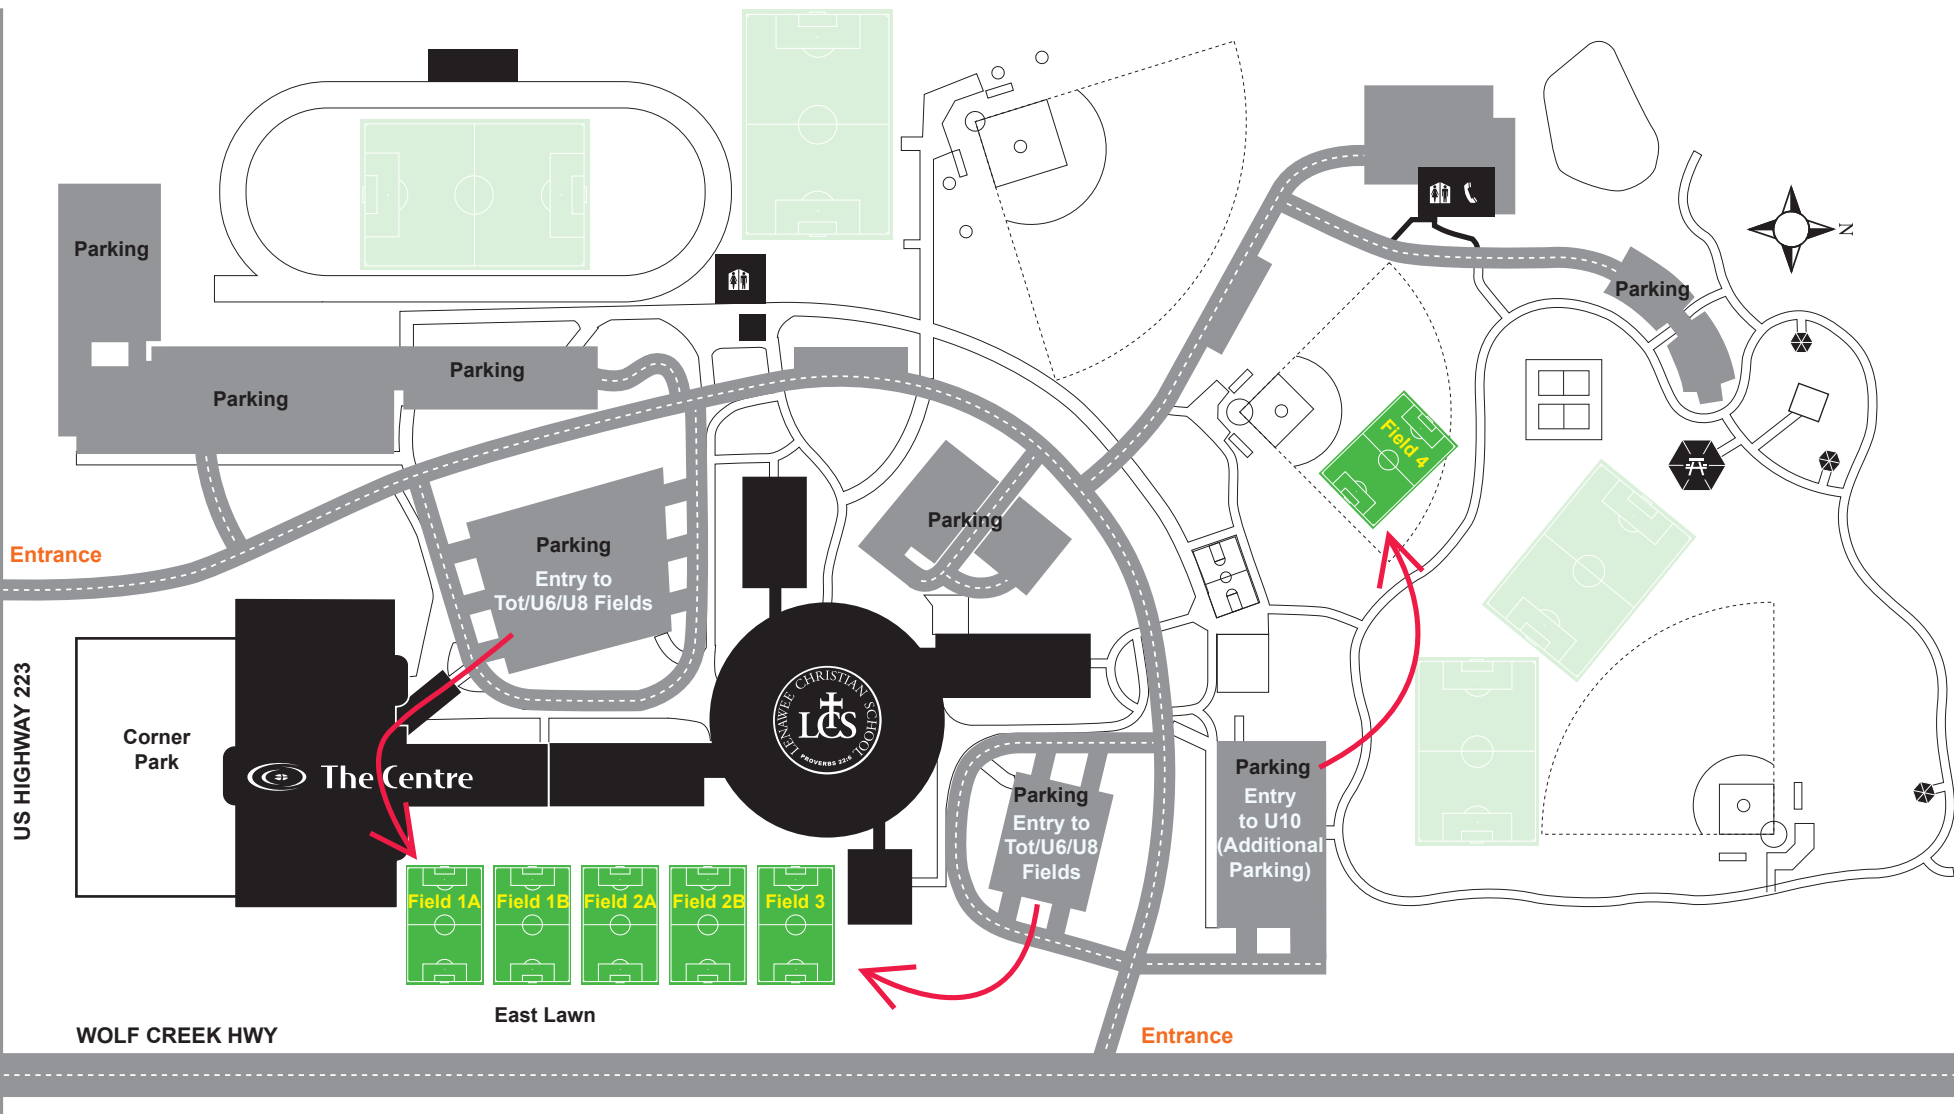 Parking
N
Parking
Parking
Parking
Field 4
Parking
Parking
Entry to
Tot/U6/U8 Fields
Entrance
US HIGHWAY 223
Corner
Park
The Centre
LENAWEE CHRISTIAN SCHOOL
LCS
PROVERBS 22:6
Parking
Entry to
Tot/U6/U8
Fields
Parking
Entry
to U10
(Additional
Parking)
Field 1A
Field 1B
Field 2A
Field 2B
Field 3
East Lawn
WOLF CREEK HWY
Entrance